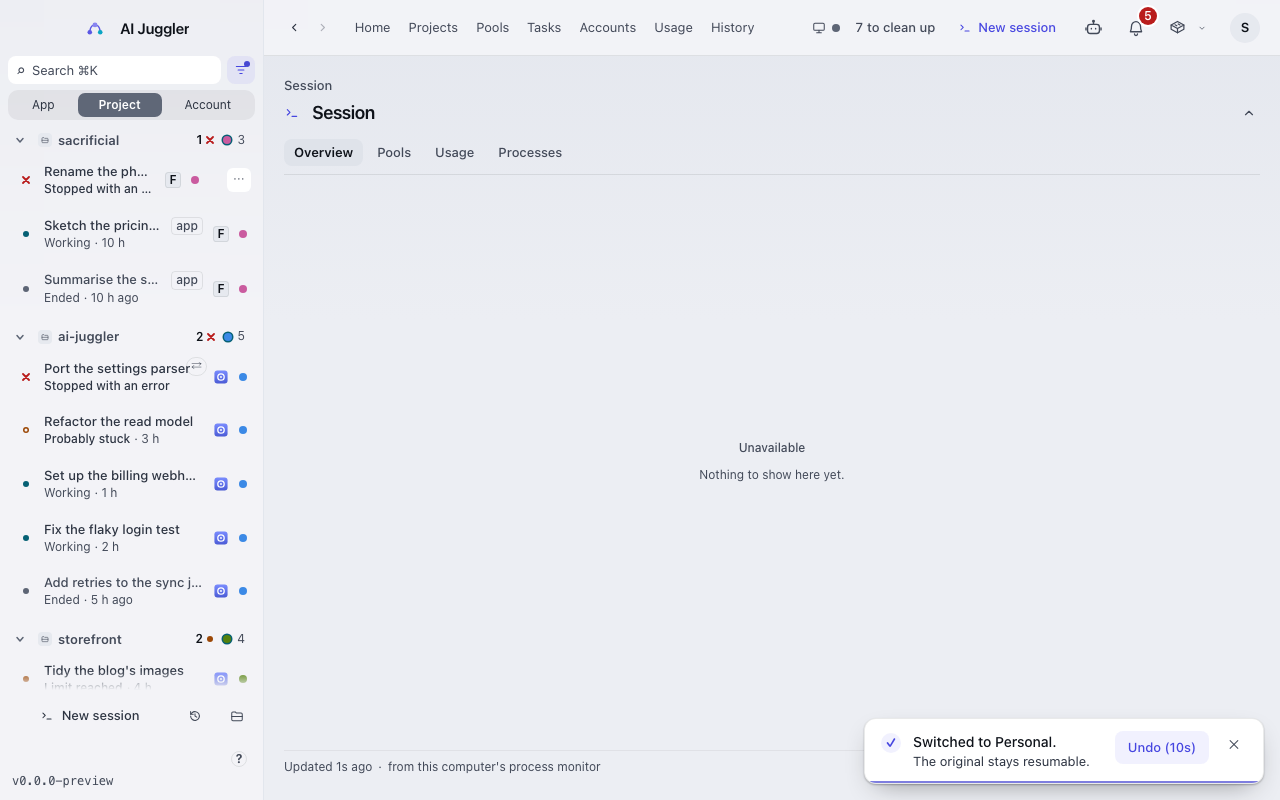 AI Juggler
Home Projects Pools Tasks Accounts Usage History
7 to clean up
New session
5
S
Search ⌘K
App Project Account
sacrificial 1 3
Rename the ph...
Stopped with an ...
F
Sketch the pricin... app
Working · 10 h
F
Summarise the s... app
Ended · 10 h ago
F
ai-juggler 2 5
Port the settings parser
Stopped with an error
Refactor the read model
Probably stuck · 3 h
Set up the billing webh...
Working · 1 h
Fix the flaky login test
Working · 2 h
Add retries to the sync j...
Ended · 5 h ago
storefront 2 4
Tidy the blog's images
Limit reached · 4 h
New session
?
v0.0.0-preview
Session
Session
Overview Pools Usage Processes
Unavailable
Nothing to show here yet.
Updated 1s ago · from this computer's process monitor
Switched to Personal.
The original stays resumable.
Undo (10s)